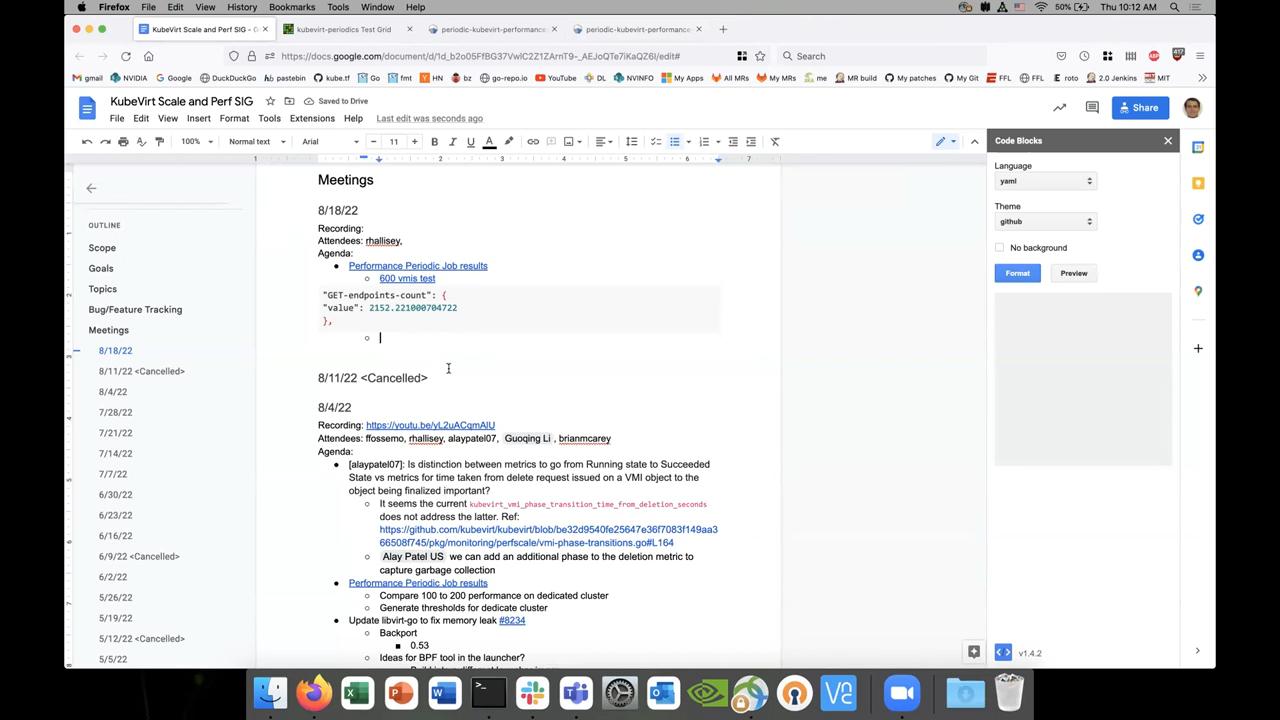 Firefox File Edit View History Bookmarks Tools Window Help 50% Thu 10:12 AM
KubeVirt Scale and Perf SIG - G kubevirt-periodics Test Grid periodic-kubevirt-performance periodic-kubevirt-performance
Search
gmail NVIDIA Google DuckDuckGo pastebin kube.tf Go fmt HN go-repo.io YouTube DL NVINFO My Apps All MRs My MRs me MR build My patches My Git FFL FFL 2.0 Jenkins MIT
KubeVirt Scale and Perf SIG Saved to Drive
File Edit View Insert Format Tools Extensions Help Last edit was seconds ago
Share
100% Normal text Arial 11
1 2 3 4 5 6 7
Code Blocks
Language
yaml
Theme
github
No background
Format Preview
v1.4.2
OUTLINE
Scope
Goals
Topics
Bug/Feature Tracking
Meetings
8/18/22
8/11/22 <Cancelled>
8/4/22
7/28/22
7/21/22
7/14/22
7/7/22
6/30/22
6/23/22
6/16/22
6/9/22 <Cancelled>
6/2/22
5/26/22
5/19/22
5/12/22 <Cancelled>
5/5/22
Meetings
8/18/22
Recording:
Attendees: rhallisey,
Agenda:
Performance Periodic Job results
600 vmis test
"GET-endpoints-count": {
"value": 2152.221000704722
},
8/11/22 <Cancelled>
8/4/22
Recording: https://youtu.be/yL2uACqmAlU
Attendees: ffossemo, rhallisey, alaypatel07, Guoqing Li , brianmcarey
Agenda:
[alaypatel07]: Is distinction between metrics to go from Running state to Succeeded
State vs metrics for time taken from delete request issued on a VMI object to the
object being finalized important?
It seems the current kubevirt_vmi_phase_transition_time_from_deletion_seconds
does not address the latter. Ref:
https://github.com/kubevirt/kubevirt/blob/be32d9540fe25647e36f7083f149aa3
66508f745/pkg/monitoring/perfscale/vmi-phase-transitions.go#L164
Alay Patel US we can add an additional phase to the deletion metric to
capture garbage collection
Performance Periodic Job results
Compare 100 to 200 performance on dedicated cluster
Generate thresholds for dedicate cluster
Update libvirt-go to fix memory leak #8234
Backport
0.53
Ideas for BPF tool in the launcher?